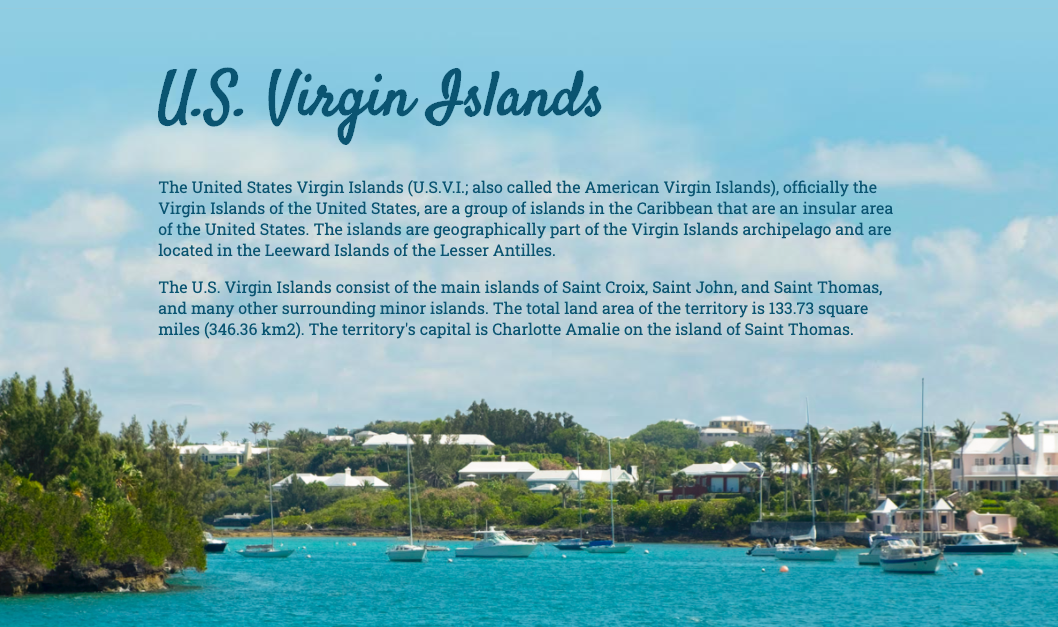 U.S. Virgin Islands
The United States Virgin Islands (U.S.V.I.; also called the American Virgin Islands), officially the
Virgin Islands of the United States, are a group of islands in the Caribbean that are an insular area
of the United States. The islands are geographically part of the Virgin Islands archipelago and are
located in the Leeward Islands of the Lesser Antilles.
The U.S. Virgin Islands consist of the main islands of Saint Croix, Saint John, and Saint Thomas,
and many other surrounding minor islands. The total land area of the territory is 133.73 square
miles (346.36 km2). The territory's capital is Charlotte Amalie on the island of Saint Thomas.